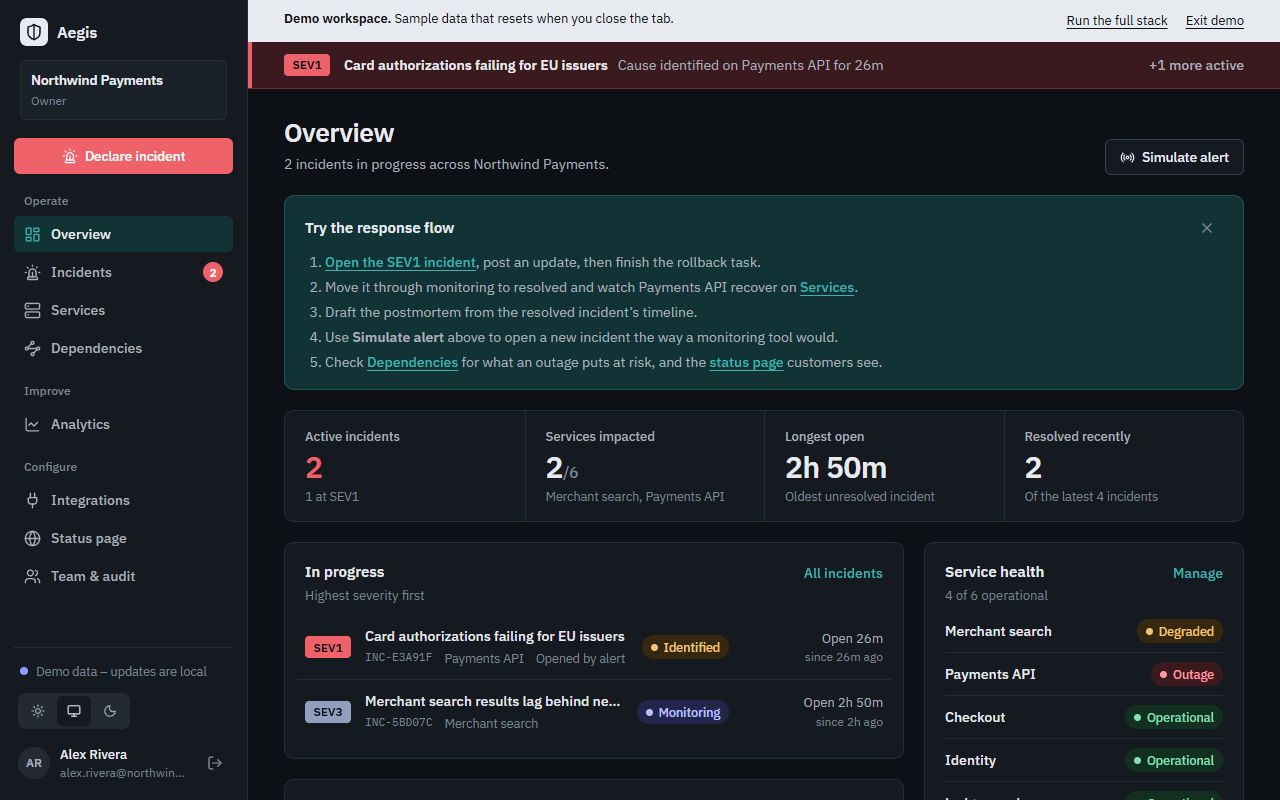 Aegis
Northwind Payments
Owner
Declare incident
Operate
Overview
Incidents 2
Services
Dependencies
Improve
Analytics
Configure
Integrations
Status page
Team & audit
Demo data – updates are local
AR
Alex Rivera
alex.rivera@northwin...
Demo workspace. Sample data that resets when you close the tab.
Run the full stack Exit demo
SEV1 Card authorizations failing for EU issuers Cause identified on Payments API for 26m +1 more active
Overview
2 incidents in progress across Northwind Payments.
Simulate alert
Try the response flow
1. Open the SEV1 incident, post an update, then finish the rollback task.
2. Move it through monitoring to resolved and watch Payments API recover on Services.
3. Draft the postmortem from the resolved incident’s timeline.
4. Use Simulate alert above to open a new incident the way a monitoring tool would.
5. Check Dependencies for what an outage puts at risk, and the status page customers see.
Active incidents
2
1 at SEV1
Services impacted
2/6
Merchant search, Payments API
Longest open
2h 50m
Oldest unresolved incident
Resolved recently
2
Of the latest 4 incidents
In progress
All incidents
Highest severity first
SEV1 Card authorizations failing for EU issuers Identified Open 26m
INC-E3A91F Payments API Opened by alert since 26m ago
SEV3 Merchant search results lag behind ne... Monitoring Open 2h 50m
INC-5BD07C Merchant search since 2h ago
Service health
Manage
4 of 6 operational
Merchant search Degraded
Payments API Outage
Checkout Operational
Identity Operational